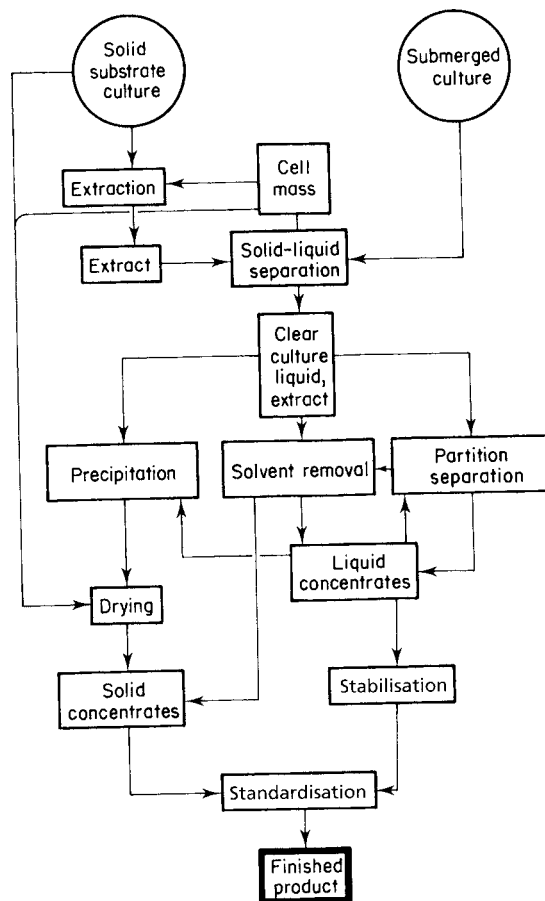 Solid
substrate
culture
Submerged
culture
Cell
mass
Extraction
Extract
Solid-liquid
separation
Clear
culture
liquid,
extract
Precipitation
Solvent removal
Partition
separation
Liquid
concentrates
Drying
Solid
concentrates
Stabilisation
Standardisation
Finished
product